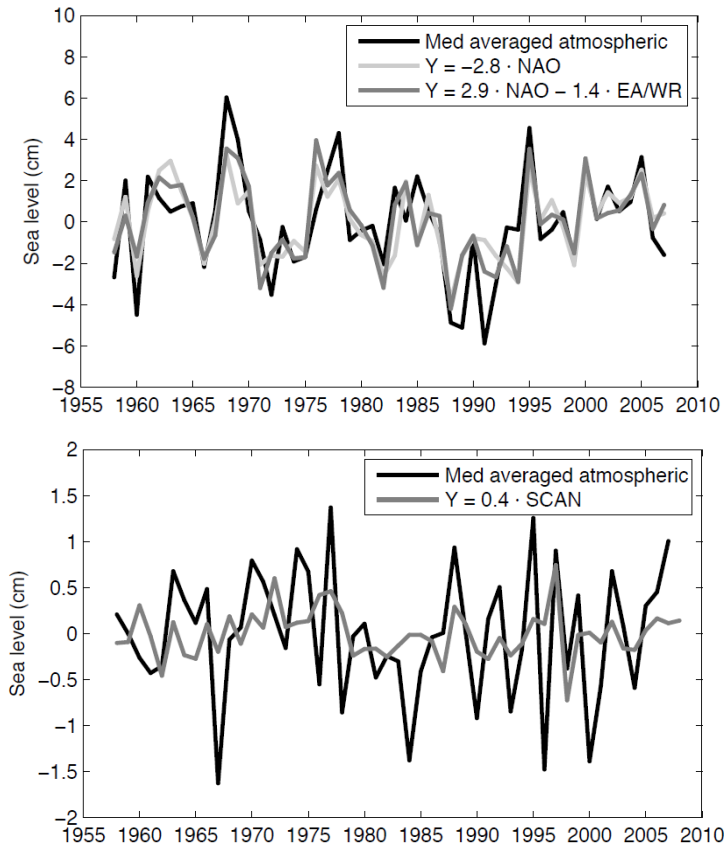 10
8
6
4
2
0
−2
−4
−6
−8
Sea level (cm)
Med averaged atmospheric
Y = −2.8 · NAO
Y = 2.9 · NAO − 1.4 · EA/WR
1955 1960 1965 1970 1975 1980 1985 1990 1995 2000 2005 2010
2
1.5
1
0.5
0
−0.5
−1
−1.5
−2
Sea level (cm)
Med averaged atmospheric
Y = 0.4 · SCAN
1955 1960 1965 1970 1975 1980 1985 1990 1995 2000 2005 2010